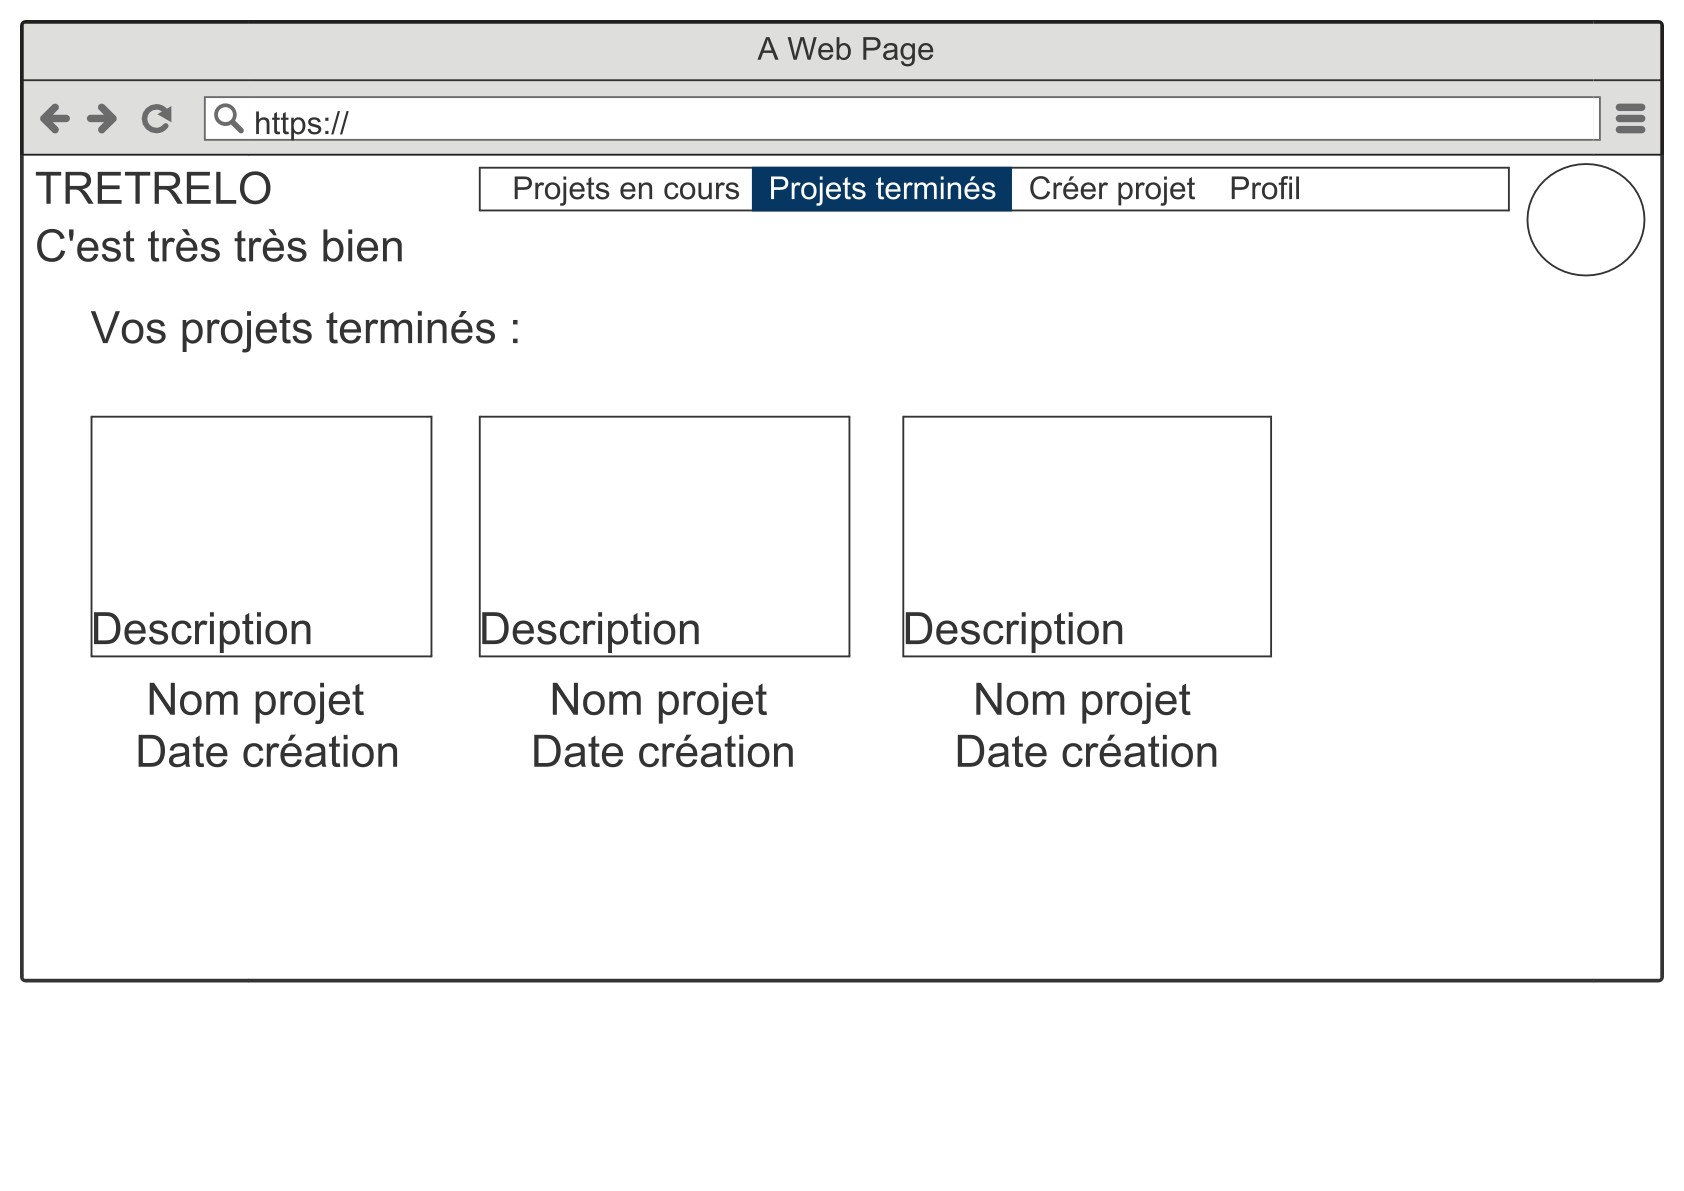 A Web Page
https://
TRETRELO
Projets en cours Projets terminés Créer projet Profil
C'est très très bien
Vos projets terminés :
Description Description Description
Nom projet Nom projet Nom projet
Date création Date création Date création